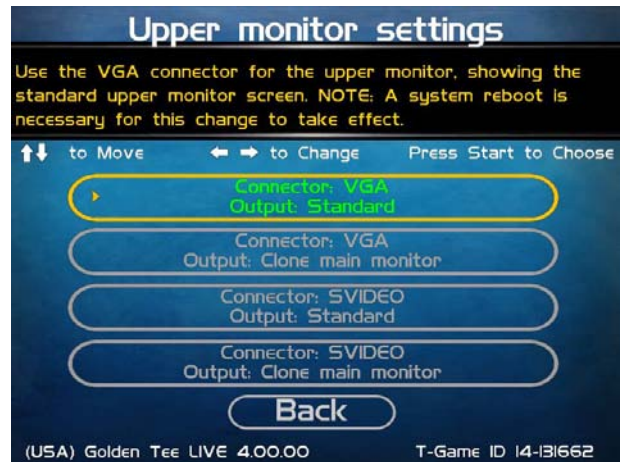 Upper monitor settings
Use the VGA connector for the upper monitor, showing the
standard upper monitor screen. NOTE: A system reboot is
necessary for this change to take effect.
to Move to Change Press Start to Choose
Connector: VGA
Output: Standard
Connector: VGA
Output: Clone main monitor
Connector: SVIDEO
Output: Standard
Connector: SVIDEO
Output: Clone main monitor
Back
(USA) Golden Tee LIVE 4.00.00 T-Game ID 14-131662